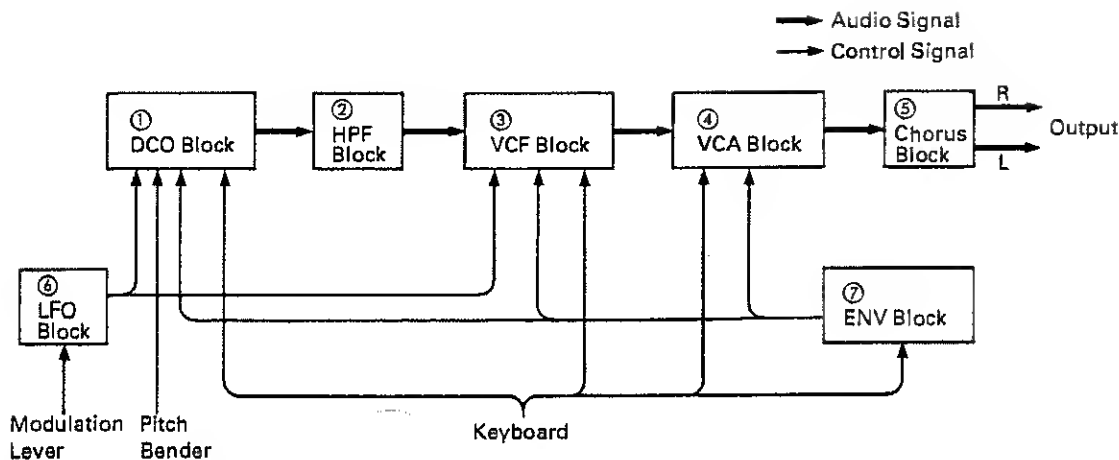 Audio Signal
Control Signal
①
DCO Block
②
HPF
Block
③
VCF Block
④
VCA Block
⑤
Chorus
Block
R
L
Output
⑥
LFO
Block
⑦
ENV Block
Modulation
Lever
Pitch
Bender
Keyboard